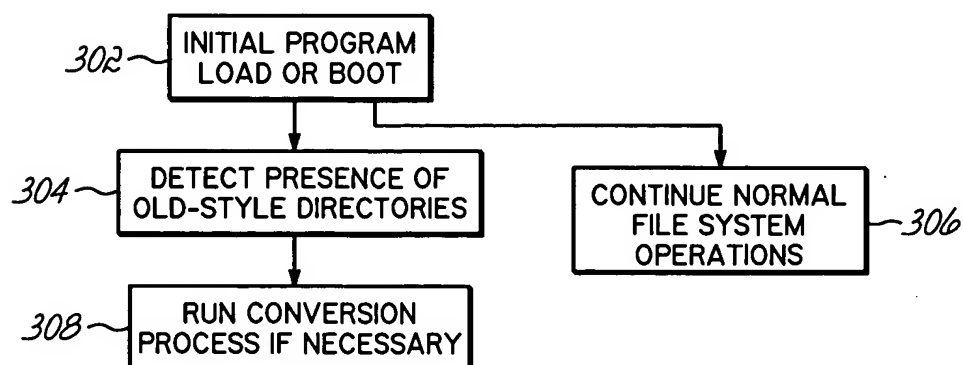 INITIAL PROGRAM
LOAD OR BOOT
302
DETECT PRESENCE OF
OLD-STYLE DIRECTORIES
304
CONTINUE NORMAL
FILE SYSTEM
OPERATIONS
306
RUN CONVERSION
PROCESS IF NECESSARY
308